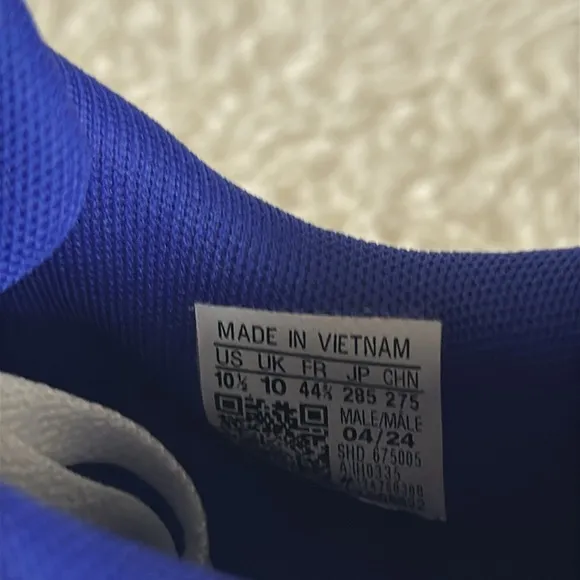 MADE IN VIETNAM
US UK FR JP CHN
10½ 10 44⅔ 285 275
MALE/MÂLE
04/24
SHD 675005